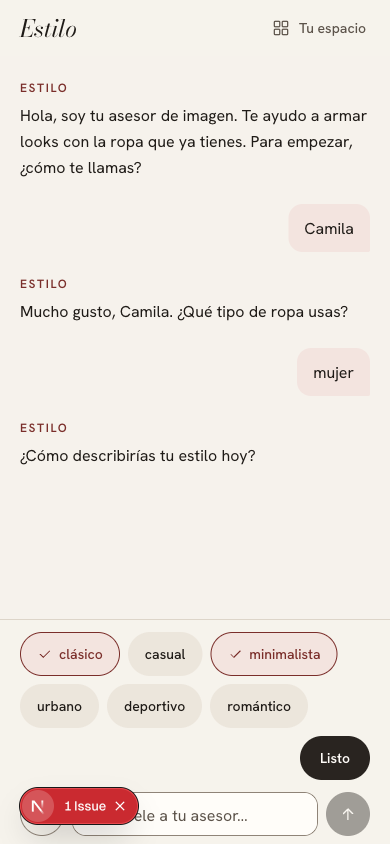 Estilo
Tu espacio
ESTILO
Hola, soy tu asesor de imagen. Te ayudo a armar
looks con la ropa que ya tienes. Para empezar,
¿cómo te llamas?
Camila
ESTILO
Mucho gusto, Camila. ¿Qué tipo de ropa usas?
mujer
ESTILO
¿Cómo describirías tu estilo hoy?
clásico
casual
minimalista
urbano
deportivo
romántico
Listo
N
1 Issue
ele a tu asesor...